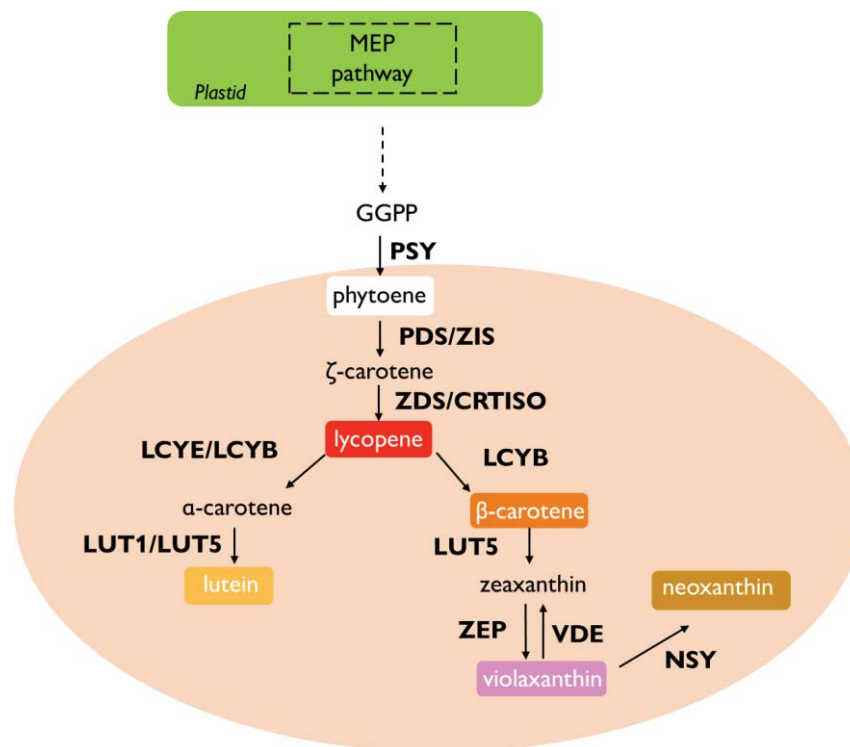 MEP
pathway
Plastid
GGPP
PSY
phytoene
PDS/ZIS
ζ-carotene
ZDS/CRTISO
lycopene
LCYE/LCYB
LCYB
α-carotene
β-carotene
LUT1/LUT5
LUT5
lutein
zeaxanthin
neoxanthin
ZEP
VDE
NSY
violaxanthin